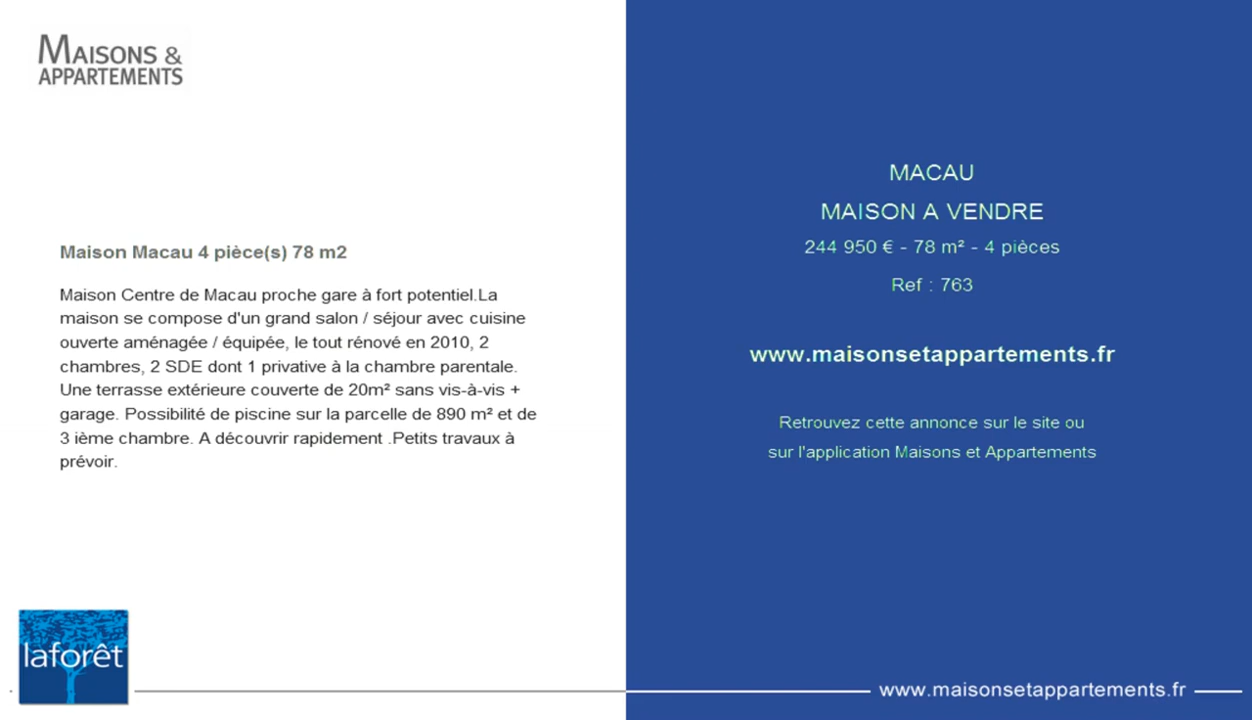 MAISONS &
APPARTEMENTS
Maison Macau 4 pièce(s) 78 m2
Maison Centre de Macau proche gare à fort potentiel.La
maison se compose d'un grand salon / séjour avec cuisine
ouverte aménagée / équipée, le tout rénové en 2010, 2
chambres, 2 SDE dont 1 privative à la chambre parentale.
Une terrasse extérieure couverte de 20m² sans vis-à-vis +
garage. Possibilité de piscine sur la parcelle de 890 m² et de
3 ième chambre. A découvrir rapidement .Petits travaux à
prévoir.
laforêt
MACAU
MAISON A VENDRE
244 950 € - 78 m² - 4 pièces
Ref : 763
www.maisonsetappartements.fr
Retrouvez cette annonce sur le site ou
sur l'application Maisons et Appartements
www.maisonsetappartements.fr